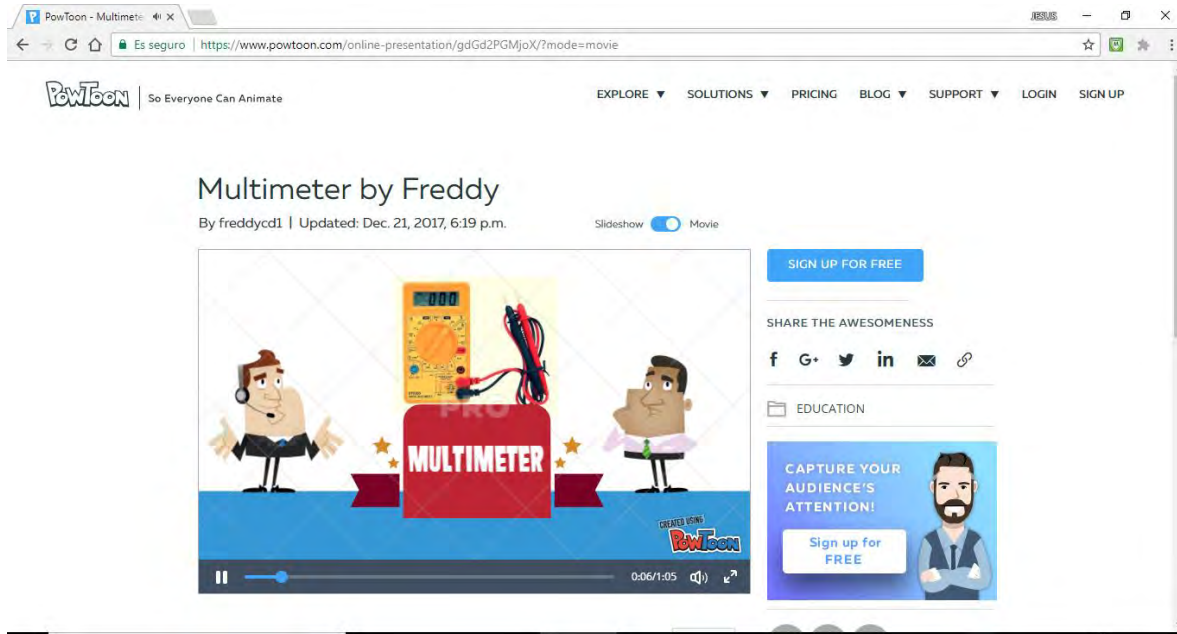 PowToon - Multimete
JESUS
Es seguro | https://www.powtoon.com/online-presentation/gdGd2PGMjoX/?mode=movie
POWTOON | So Everyone Can Animate
EXPLORE ▼ SOLUTIONS ▼ PRICING BLOG ▼ SUPPORT ▼ LOGIN SIGN UP
Multimeter by Freddy
By freddycd1 | Updated: Dec. 21, 2017, 6:19 p.m.
Slideshow Movie
000
PRO
MULTIMETER
CREATED USING
POWTOON
0:06/1:05
SIGN UP FOR FREE
SHARE THE AWESOMENESS
f G+ in
EDUCATION
CAPTURE YOUR
AUDIENCE'S
ATTENTION!
Sign up for
FREE